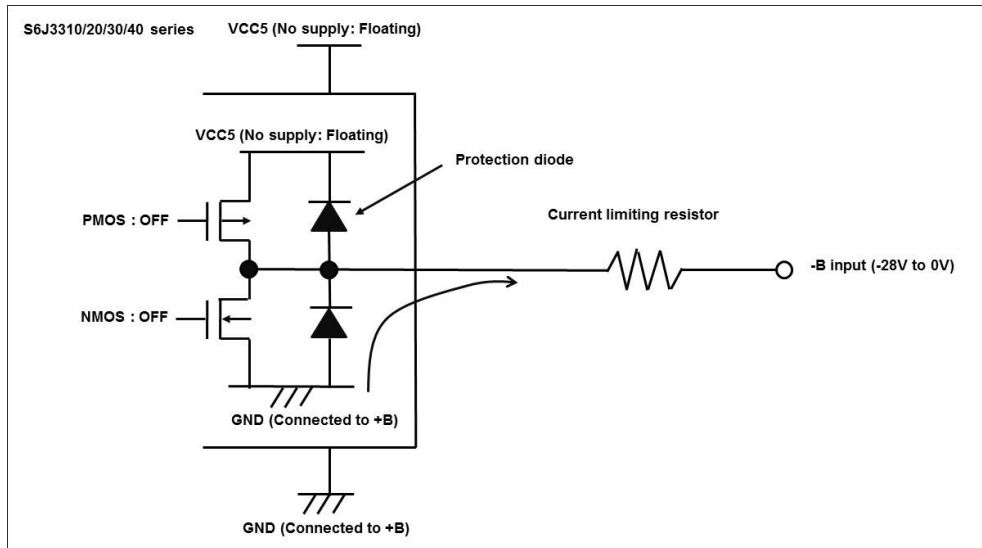 S6J3310/20/30/40 series
VCC5 (No supply: Floating)
VCC5 (No supply: Floating)
Protection diode
PMOS : OFF
Current limiting resistor
-B input (-28V to 0V)
NMOS : OFF
GND (Connected to +B)
GND (Connected to +B)